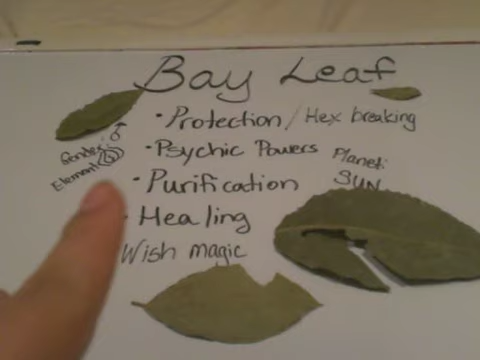 Bay Leaf
• Protection / Hex breaking
• Psychic Powers
Gender: ♂
Element:
Planet:
SUN
• Purification
• Healing
Wish magic